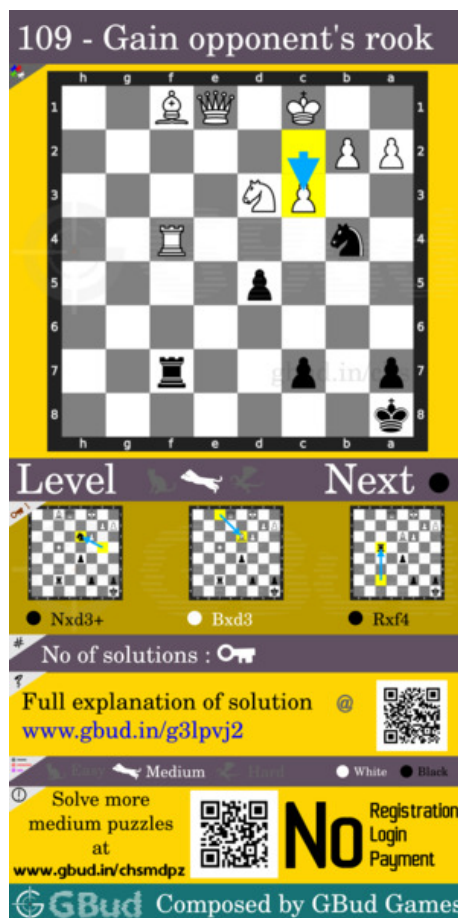 109 - Gain opponent's rook
h g f e d c b a
1 1
2 2
3 3
4 4
5 5
6 6
7 7
8 8
h g f e d c b a
Level Next
Nxd3+ Bxd3 Rxf4
No of solutions :
Full explanation of solution @
www.gbud.in/g3lpvj2
Easy Medium Hard White Black
Solve more
medium puzzles
at
www.gbud.in/chsmdpz
No
Registration
Login
Payment
GBud Composed by GBud Games